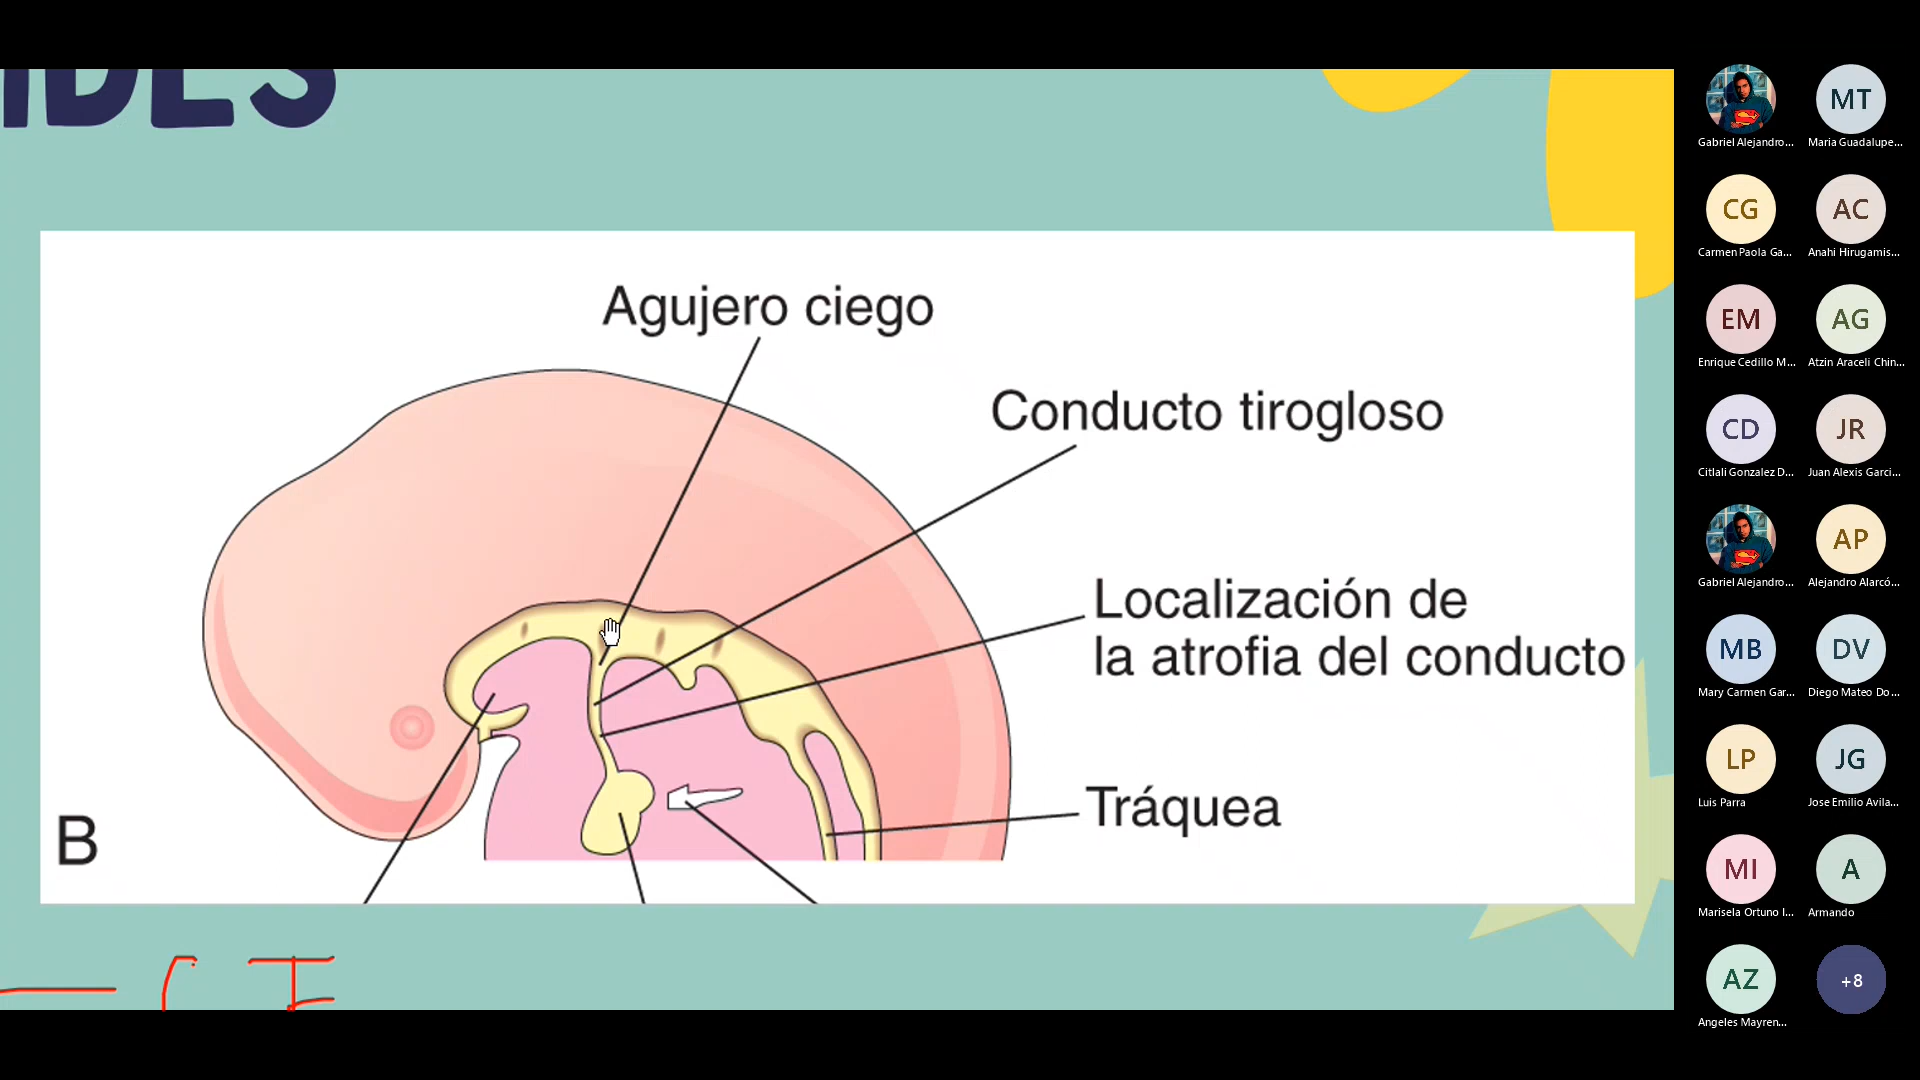 IDES
Agujero ciego
Conducto tirogloso
Localización de
la atrofia del conducto
Tráquea
B
MT
Gabriel Alejandro...
Maria Guadalupe...
CG
AC
Carmen Paola Ga...
Anahi Hirugamis...
EM
AG
Enrique Cedillo M...
Atzin Araceli Chin...
CD
JR
Citlali Gonzalez D...
Juan Alexis Garci...
AP
Gabriel Alejandro...
Alejandro Alarcó...
MB
DV
Mary Carmen Gar...
Diego Mateo Do...
LP
JG
Luis Parra
Jose Emilio Avila...
MI
A
Marisela Ortuno I...
Armando
AZ
+8
Angeles Mayren...